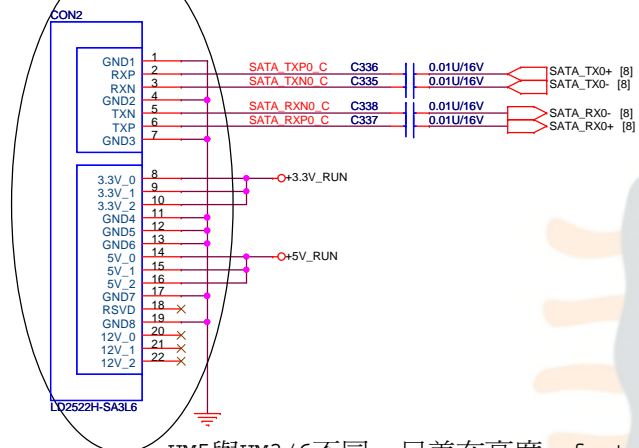 CON2
GND1 1
RXP 2 SATA_TXP0_C C336 0.01U/16V SATA_TX0+ [8]
RXN 3 SATA_TXN0_C C335 0.01U/16V SATA_TX0- [8]
GND2 4
TXN 5 SATA_RXN0_C C338 0.01U/16V SATA_RX0- [8]
TXP 6 SATA_RXP0_C C337 0.01U/16V SATA_RX0+ [8]
GND3 7
3.3V_0 8 +3.3V_RUN
3.3V_1 9
3.3V_2 10
GND4 11
GND5 12
GND6 13
5V_0 14 +5V_RUN
5V_1 15
5V_2 16
GND7 17
RSVD 18
GND8 19
12V_0 20
12V_1 21
12V_2 22
LD2522H-SA3L6